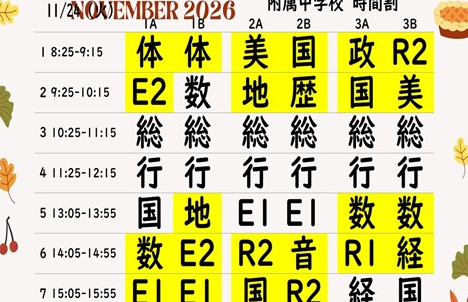 11/24(火)NOVEMBER 2026 附属中学校 時間割
1A 1B 2A 2B 3A 3B
1 8:25-9:15 体 体 美 国 政 R2
2 9:25-10:15 E2 数 地 歴 国 美
3 10:25-11:15 総 総 総 総 総 総
4 11:25-12:15 行 行 行 行 行 行
5 13:05-13:55 国 地 E1 E1 数 数
6 14:05-14:55 数 E2 R2 音 R1 経
7 15:05-15:55 E1 E1 国 R2 経 国